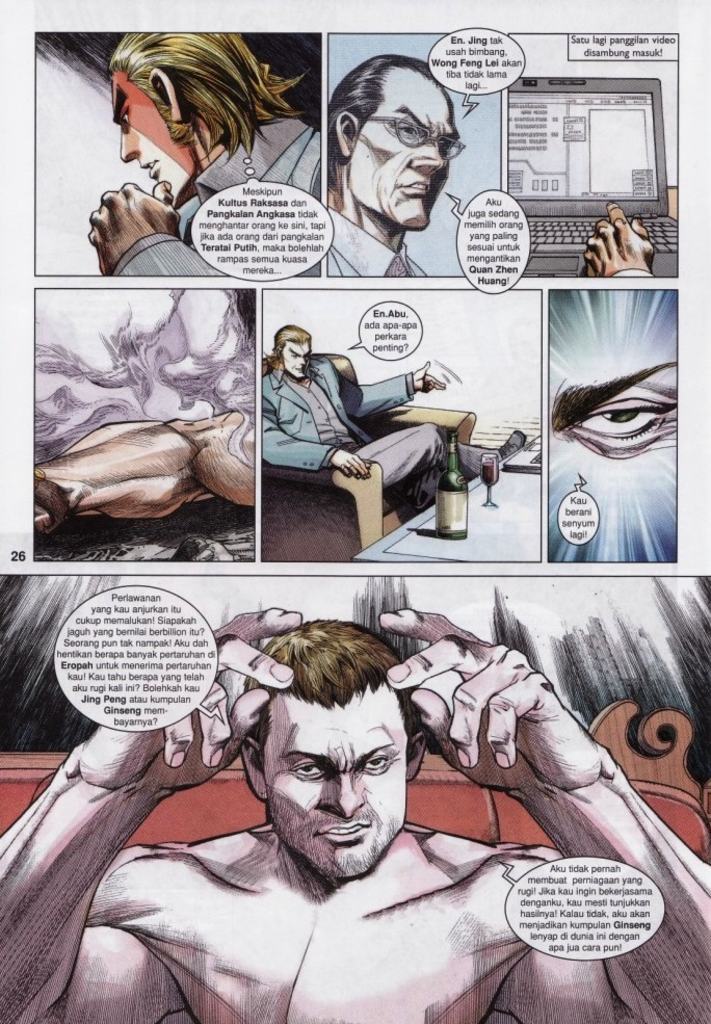 Meskipun
Kultus Raksasa dan
Pangkalan Angkasa tidak
menghantar orang ke sini, tapi
jika ada orang dari pangkalan
Teratai Putih, maka bolehlah
rampas semua kuasa
mereka...
En. Jing tak
usah bimbang,
Wong Feng Lei akan
tiba tidak lama
lagi...
Aku
juga sedang
memilih orang
yang paling
sesuai untuk
mengantikan
Quan Zhen
Huang!
Satu lagi panggilan video
disambung masuk!
En.Abu,
ada apa-apa
perkara
penting?
Kau
berani
senyum
lagi!
26
Perlawanan
yang kau anjurkan itu
cukup memalukan! Siapakah
jaguh yang bernilai berbillion itu?
Seorang pun tak nampak! Aku dah
hentikan berapa banyak pertaruhan di
Eropah untuk menerima pertaruhan
kau! Kau tahu berapa yang telah
aku rugi kali ini? Bolehkah kau
Jing Peng atau kumpulan
Ginseng mem-
bayarnya?
Aku tidak pernah
membuat perniagaan yang
rugi! Jika kau ingin bekerjasama
denganku, kau mesti tunjukkan
hasilnya! Kalau tidak, aku akan
menjadikan kumpulan Ginseng
lenyap di dunia ini dengan
apa jua cara pun!